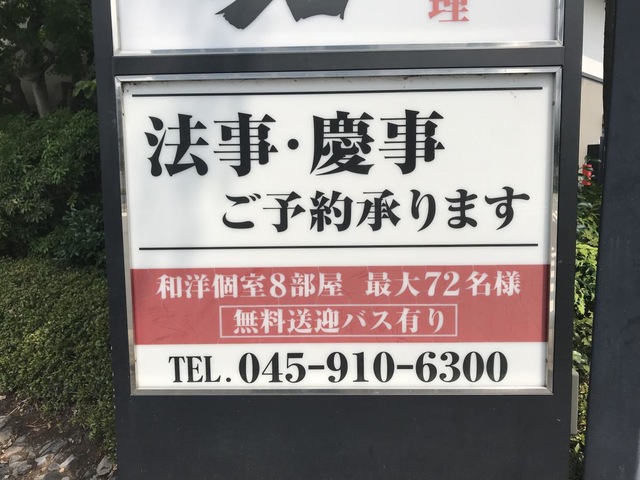 理
法事・慶事
ご予約承ります
和洋個室8部屋 最大72名様
無料送迎バス有り
TEL. 045-910-6300